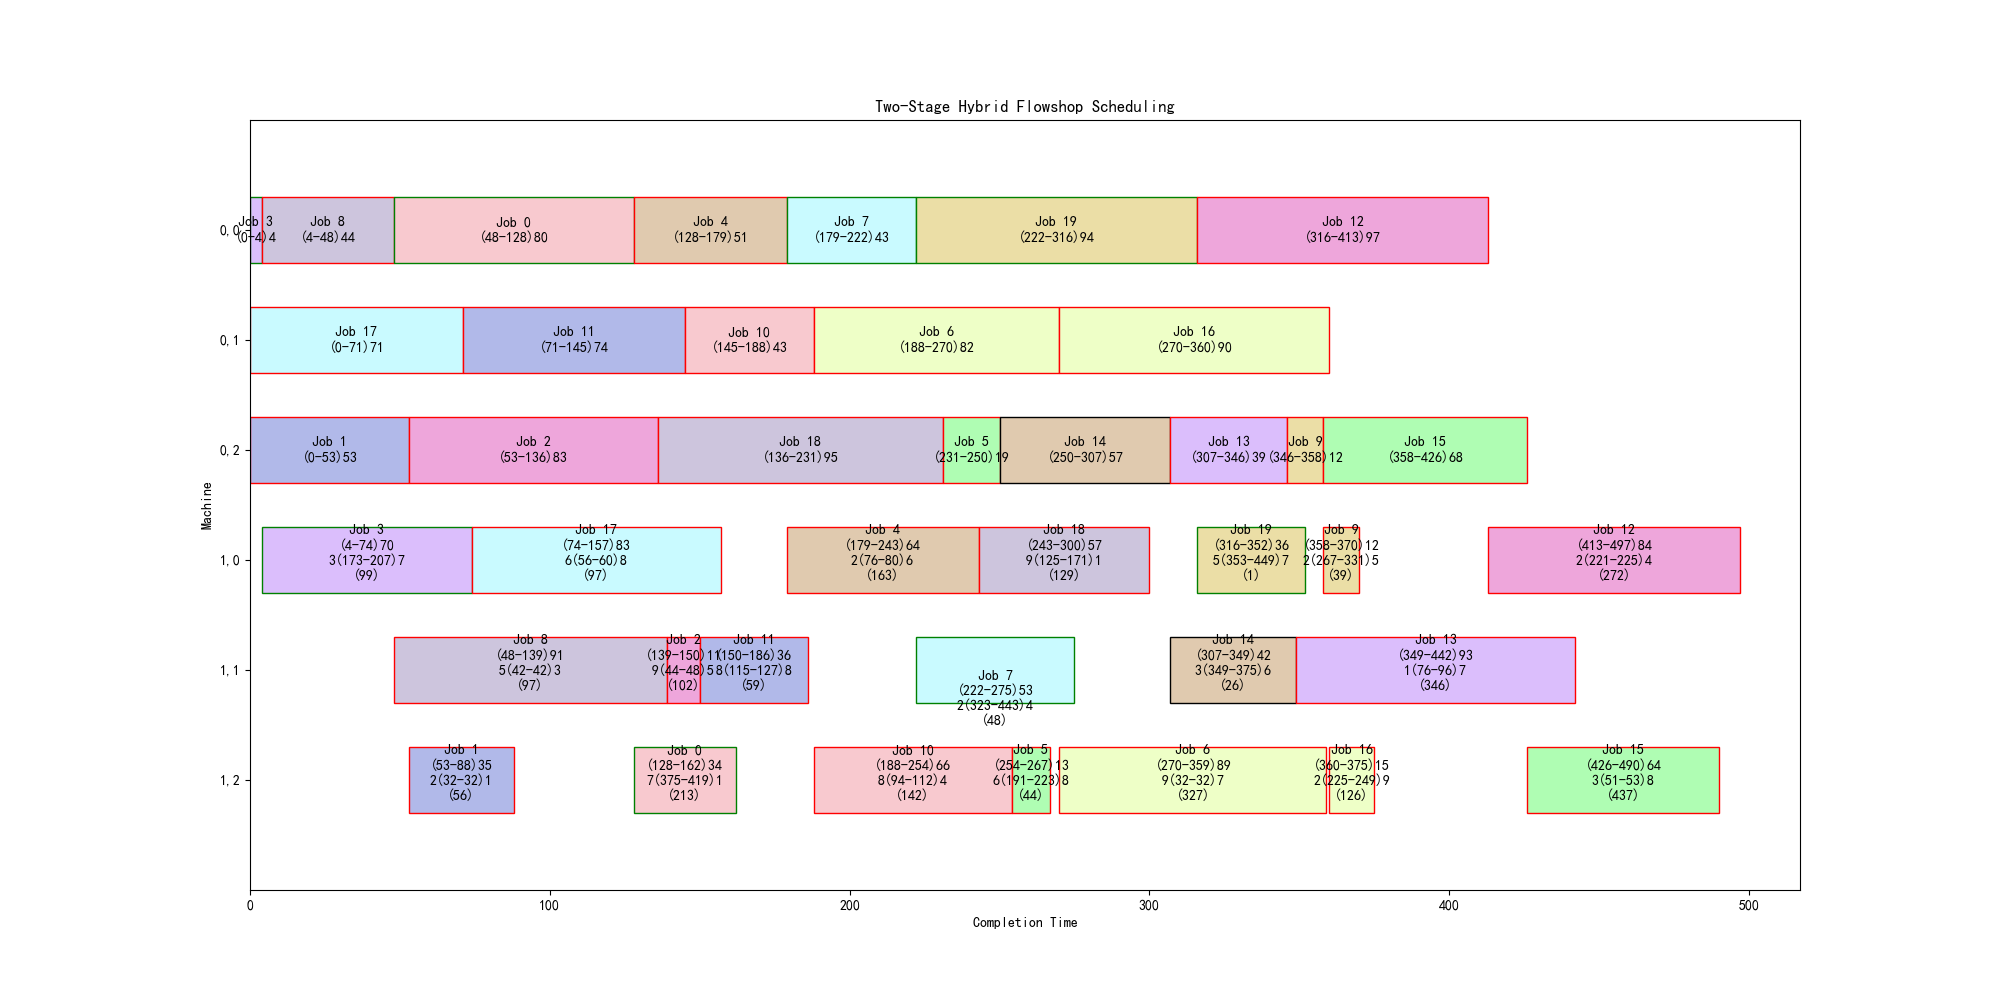 Two-Stage Hybrid Flowshop Scheduling
Machine
0,0
Job 3
(0-4)4
Job 8
(4-48)44
Job 0
(48-128)80
Job 4
(128-179)51
Job 7
(179-222)43
Job 19
(222-316)94
Job 12
(316-413)97
0,1
Job 17
(0-71)71
Job 11
(71-145)74
Job 10
(145-188)43
Job 6
(188-270)82
Job 16
(270-360)90
0,2
Job 1
(0-53)53
Job 2
(53-136)83
Job 18
(136-231)95
Job 5
(231-250)19
Job 14
(250-307)57
Job 13
(307-346)39
Job 9
(346-358)12
Job 15
(358-426)68
1,0
Job 3
(4-74)70
3(173-207)7
(99)
Job 17
(74-157)83
6(56-60)8
(97)
Job 4
(179-243)64
2(76-80)6
(163)
Job 18
(243-300)57
9(125-171)1
(129)
Job 19
(316-352)36
5(353-449)7
(1)
Job 9
(358-370)12
2(267-331)5
(39)
Job 12
(413-497)84
2(221-225)4
(272)
1,1
Job 8
(48-139)91
5(42-42)3
(97)
Job 2
(139-150)11
9(44-48)5
(102)
Job 11
(150-186)36
8(115-127)8
(59)
Job 7
(222-275)53
2(323-443)4
(48)
Job 14
(307-349)42
3(349-375)6
(26)
Job 13
(349-442)93
1(76-96)7
(346)
1,2
Job 1
(53-88)35
2(32-32)1
(56)
Job 0
(128-162)34
7(375-419)1
(213)
Job 10
(188-254)66
8(94-112)4
(142)
Job 5
(254-267)13
6(191-223)8
(44)
Job 6
(270-359)89
9(32-32)7
(327)
Job 16
(360-375)15
2(225-249)9
(126)
Job 15
(426-490)64
3(51-53)8
(437)
0 100 200 300 400 500
Completion Time